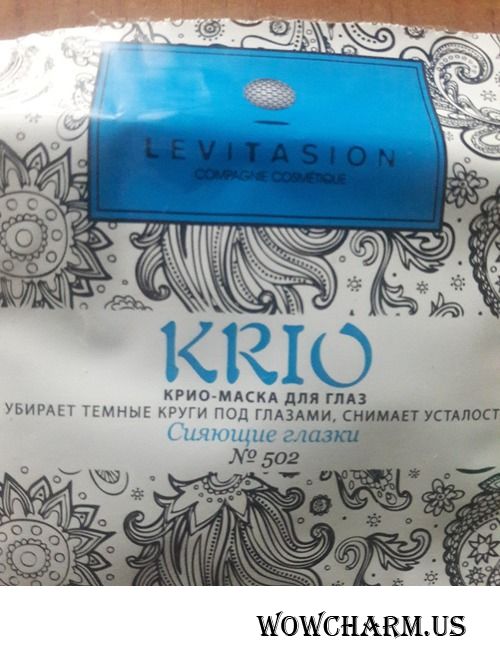 LEVITASION
COMPAGNIE COSMÉTIQUE
KRIO
КРИО-МАСКА ДЛЯ ГЛАЗ
УБИРАЕТ ТЕМНЫЕ КРУГИ ПОД ГЛАЗАМИ, СНИМАЕТ УСТАЛОСТ
Сияющие глазки
№ 502
WOWCHARM.US